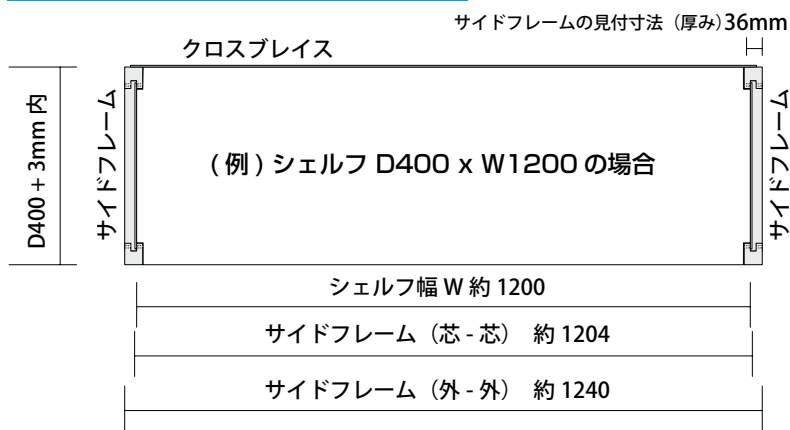 サイドフレームの見付寸法（厚み）36mm
クロスブレイス
D400 + 3mm 内
サイドフレーム
( 例 ) シェルフ D400 x W1200 の場合
サイドフレーム
シェルフ幅 W 約 1200
サイドフレーム（芯 - 芯） 約 1204
サイドフレーム（外 - 外） 約 1240